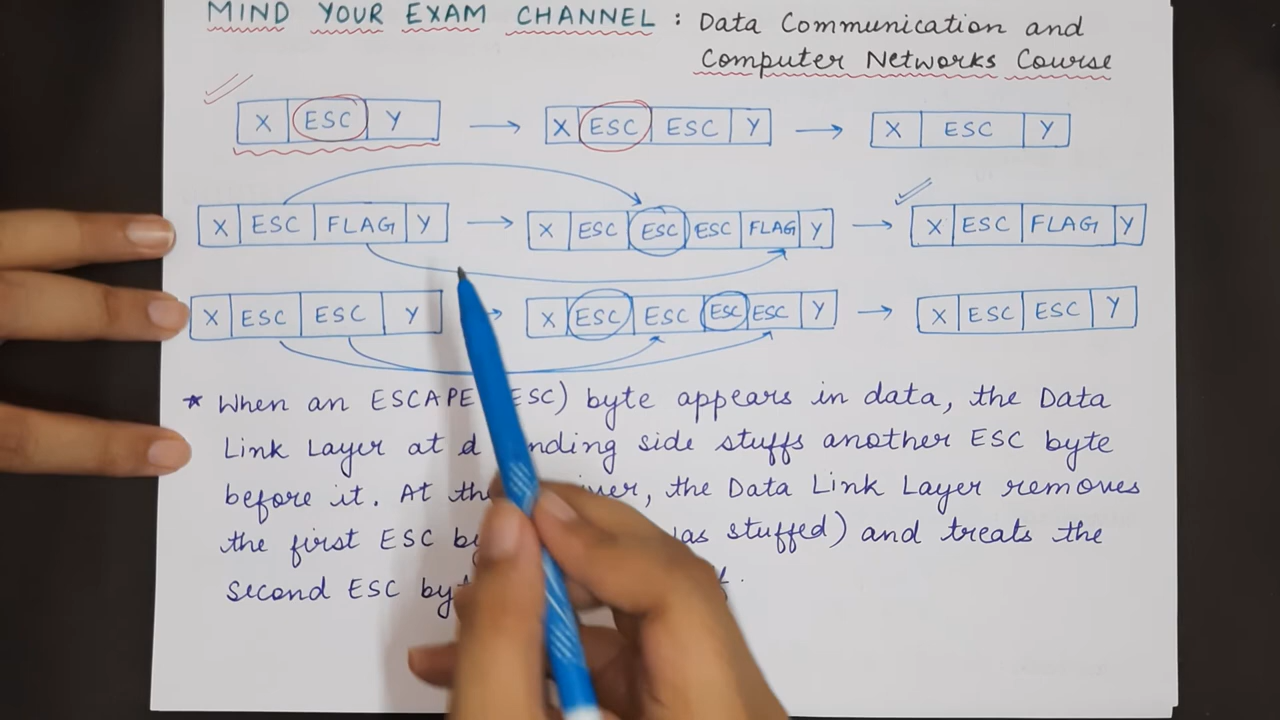 MIND YOUR EXAM CHANNEL : Data Communication and
Computer Networks Course
X ESC Y → X ESC ESC Y → X ESC Y
X ESC FLAG Y → X ESC ESC ESC FLAG Y → X ESC FLAG Y
X ESC ESC Y → X ESC ESC ESC ESC Y → X ESC ESC Y
* When an ESCAPE ESC) byte appears in data, the Data
Link Layer at side stuffs another ESC byte
before it. At the, the Data Link Layer removes
the first ESC stuffed) and treats the
second ESC